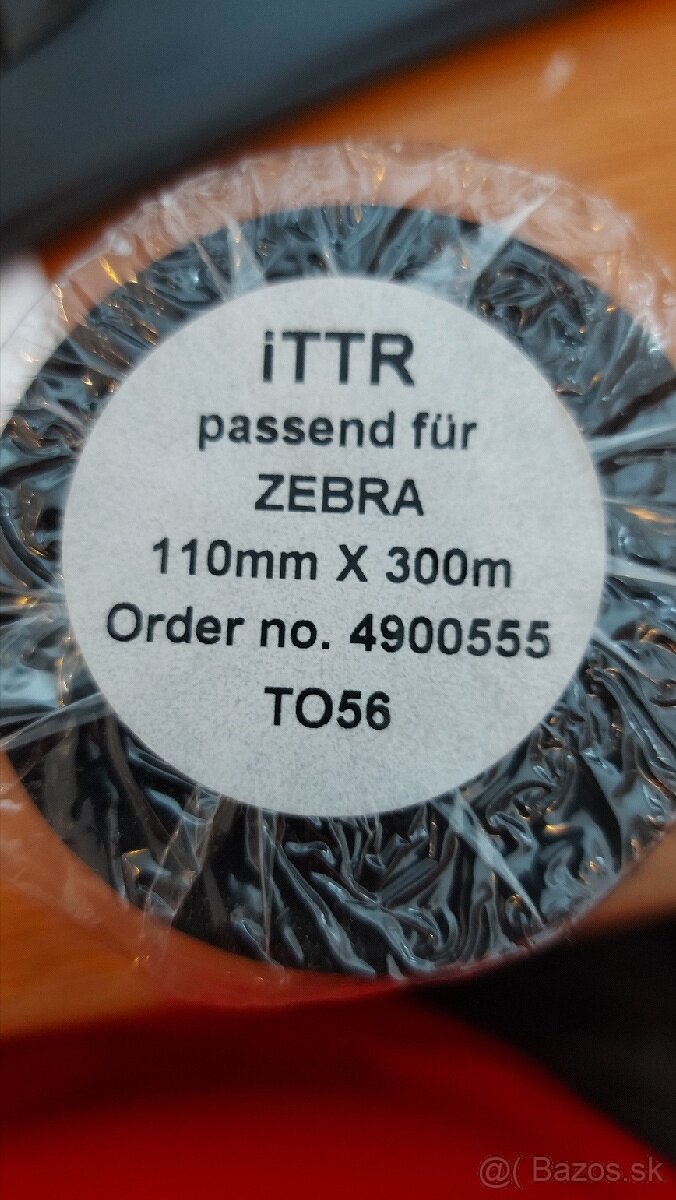 iTTR
passend für
ZEBRA
110mm X 300m
Order no. 4900555
TO56
@( Bazos.sk